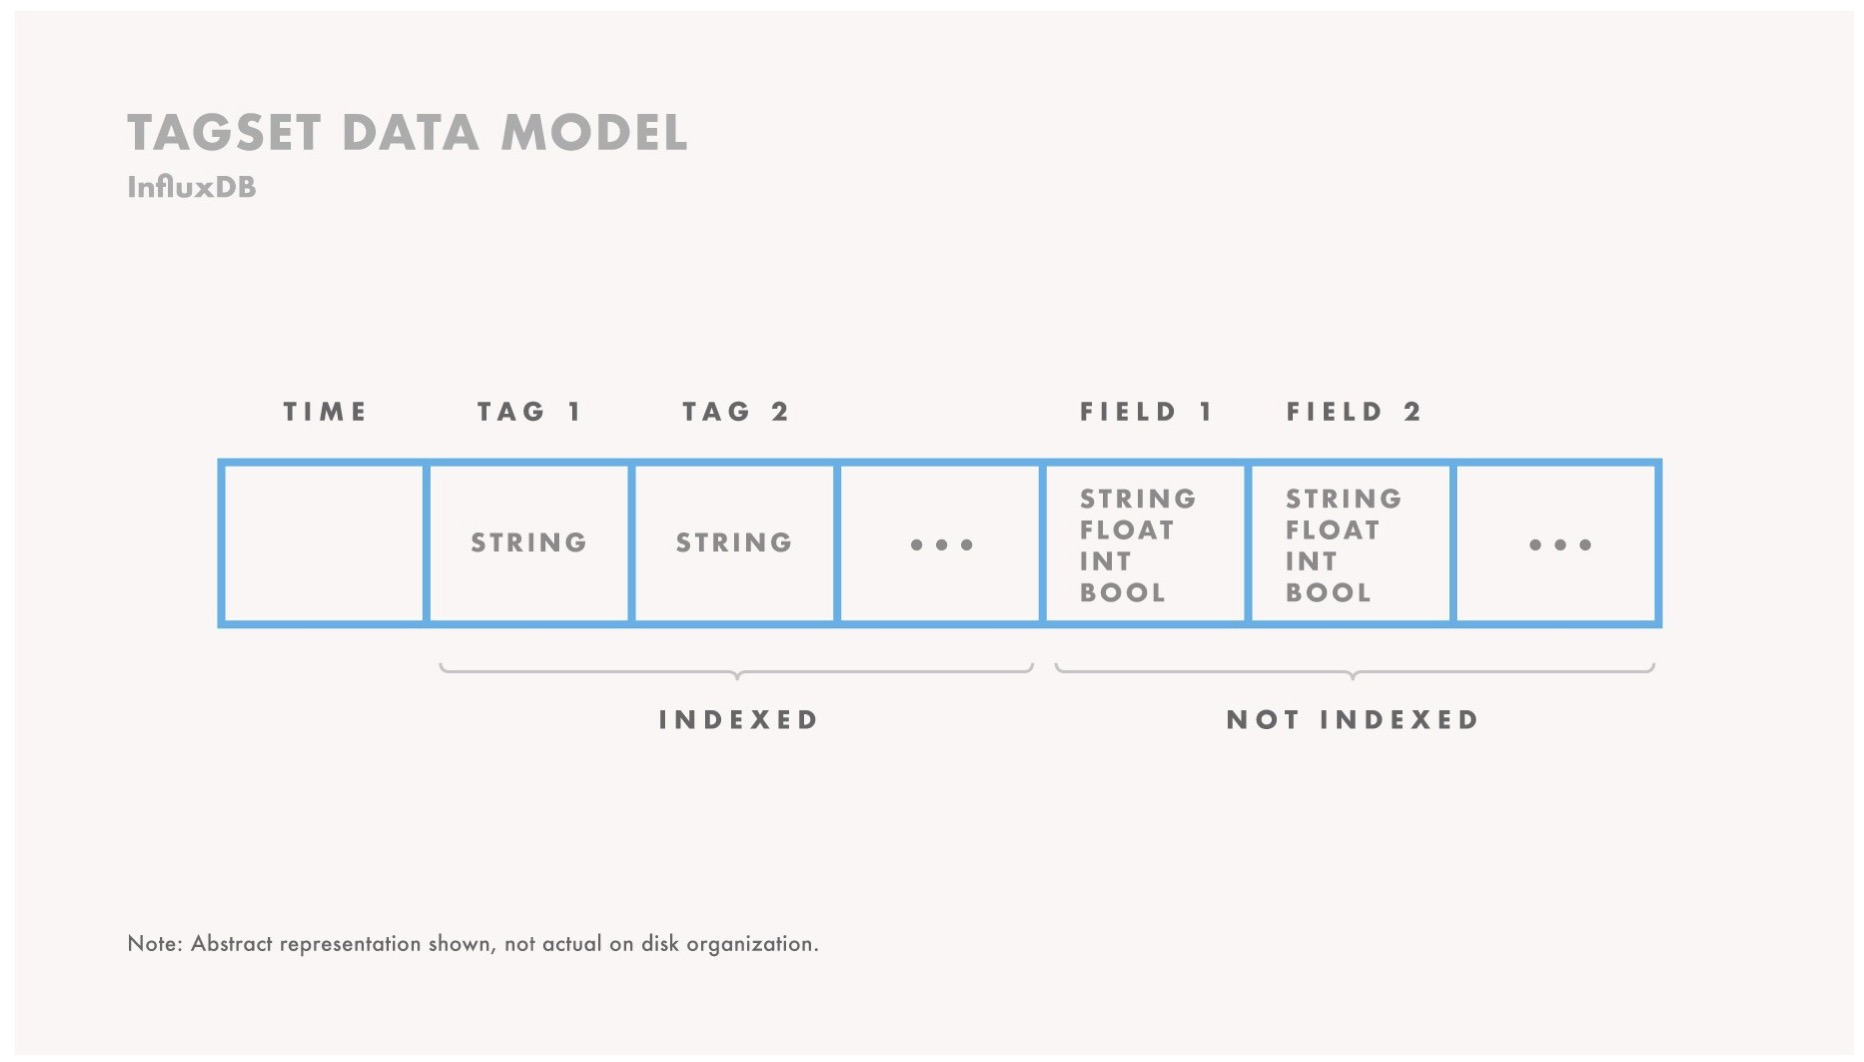 TAGSET DATA MODEL
InfluxDB
TIME TAG 1 TAG 2 FIELD 1 FIELD 2
STRING STRING ••• STRING FLOAT INT BOOL STRING FLOAT INT BOOL •••
INDEXED NOT INDEXED
Note: Abstract representation shown, not actual on disk organization.